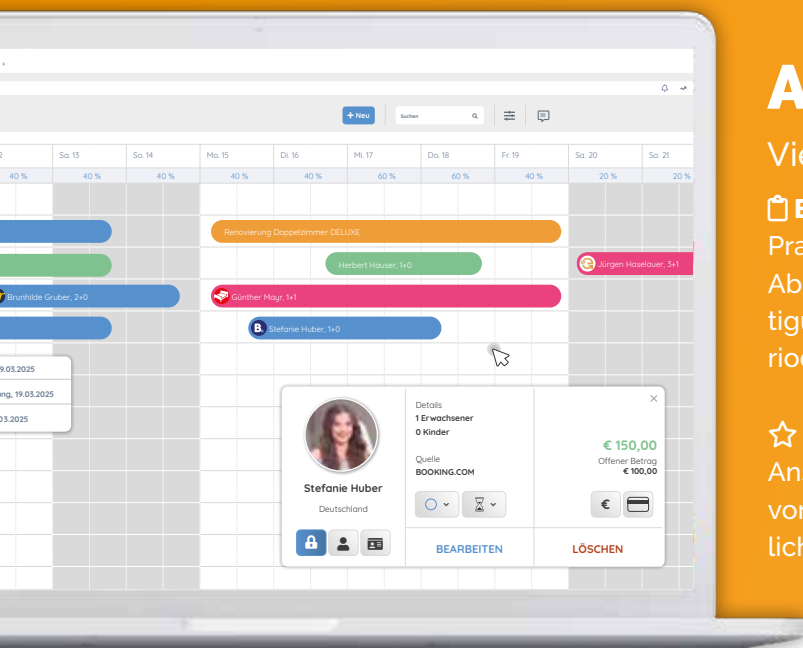 + Neu
Suchen
Sa. 13
So. 14
Mo. 15
Di. 16
Mi. 17
Do. 18
Fr. 19
Sa. 20
So. 21
40 %
40 %
40 %
40 %
40 %
60 %
60 %
40 %
20 %
20 %
Renovierung Doppelzimmer DELUXE
Herbert Hauser, 1+0
Jürgen Haselauer, 3+1
Brunhilde Gruber, 2+0
Günther Mayr, 1+1
B. Stefanie Huber, 1+0
9.03.2025
ng, 19.03.2025
03.2025
Stefanie Huber
Deutschland
Details
1 Erwachsener
0 Kinder
Quelle
BOOKING.COM
BEARBEITEN
€ 150,00
Offener Betrag
€ 100,00
€
LÖSCHEN
A
Vie
Pra
Ab
tigu
An
vor
lich